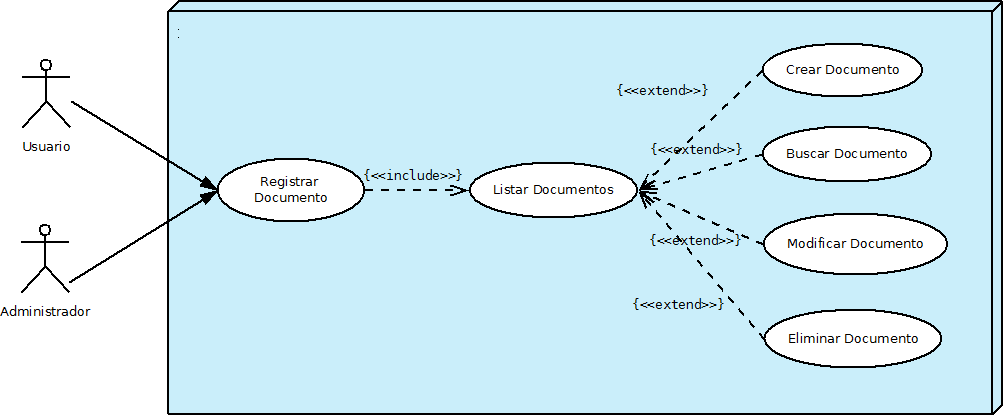 :
Crear Documento
{<<extend>>}
Usuario
{<<extend>>}
Buscar Documento
Registrar
Documento
{<<include>>}
Listar Documentos
{<<extend>>}
Modificar Documento
Administrador
{<<extend>>}
Eliminar Documento